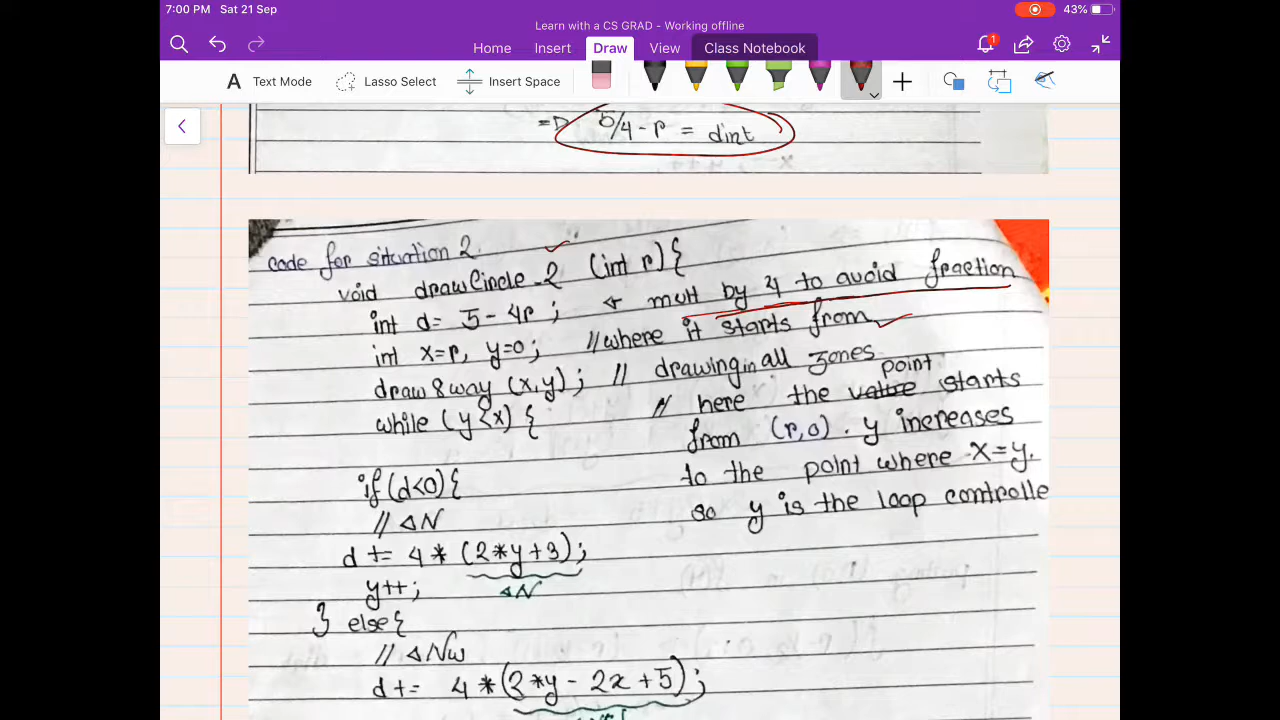 7:00 PM Sat 21 Sep
43%
Learn with a CS GRAD - Working offline
Home Insert Draw View Class Notebook
1
Text Mode Lasso Select Insert Space
=D 5/4 - r = dint
code for situation 2
void drawCircle_2 (int r){
int d= 5 - 4r ; mult by 4 to avoid fraction
int x=r, y=0; //where it starts from
draw8way (x,y); // drawing in all zones
while (y<x) { // here the value point starts
from (r,0). y increases
to the point where x=y.
if (d<0){
so y is the loop controlle
// ΔN
d += 4 * (2*y+3);
y++; ΔN
} else{
// ΔNw
d += 4 * (2*y - 2x + 5);